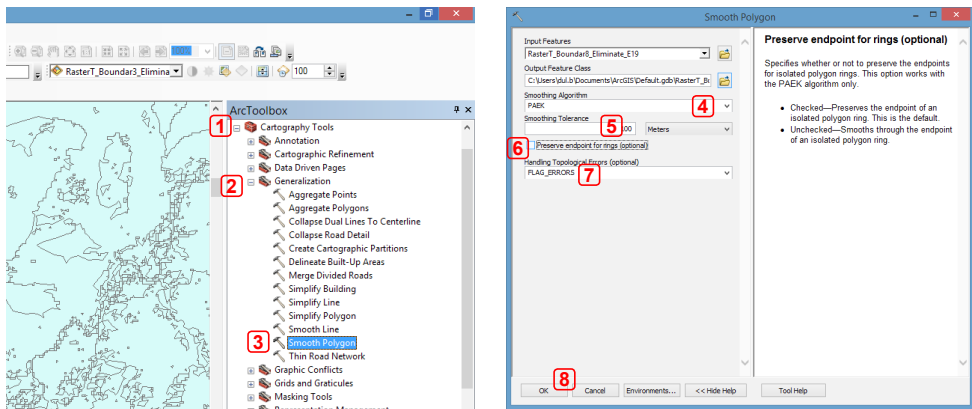 100%
RasterT_Boundar3_Elimina
100
ArcToolbox
1
Cartography Tools
Annotation
Cartographic Refinement
Data Driven Pages
2
Generalization
Aggregate Points
Aggregate Polygons
Collapse Dual Lines To Centerline
Collapse Road Detail
Create Cartographic Partitions
Delineate Built-Up Areas
Merge Divided Roads
Simplify Building
Simplify Line
Simplify Polygon
Smooth Line
3 Smooth Polygon
Thin Road Network
Graphic Conflicts
Grids and Graticules
Masking Tools
Representation Management
Smooth Polygon
Input Features
RasterT_Boundar8_Eliminate_E19
Output Feature Class
C:\Users\dul.b\Documents\ArcGIS\Default.gdb\RasterT_Bo
Smoothing Algorithm
PAEK
4
Smoothing Tolerance
5
Meters
6
Preserve endpoint for rings (optional)
Handling Topological Errors (optional)
FLAG_ERRORS
7
8
OK
Cancel
Environments...
<< Hide Help
Tool Help
Preserve endpoint for rings (optional)
Specifies whether or not to preserve the endpoints
for isolated polygon rings. This option works with
the PAEK algorithm only.
• Checked—Preserves the endpoint of an
isolated polygon ring. This is the default.
• Unchecked—Smooths through the endpoint
of an isolated polygon ring.